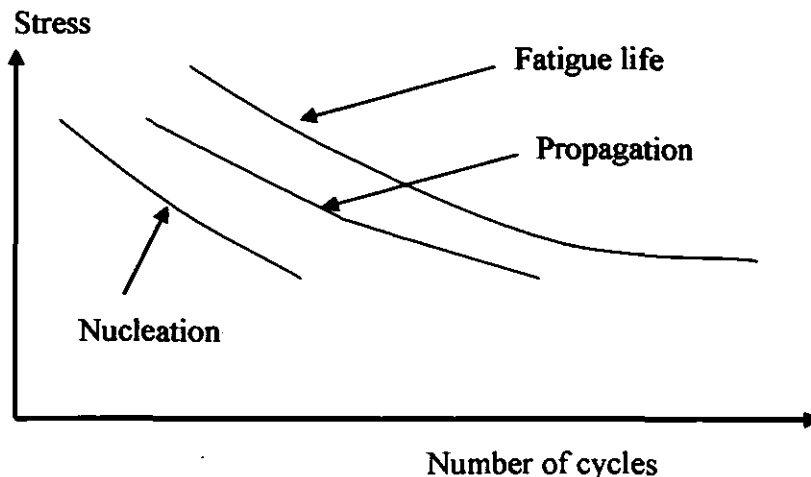 Stress
Fatigue life
Propagation
Nucleation
Number of cycles